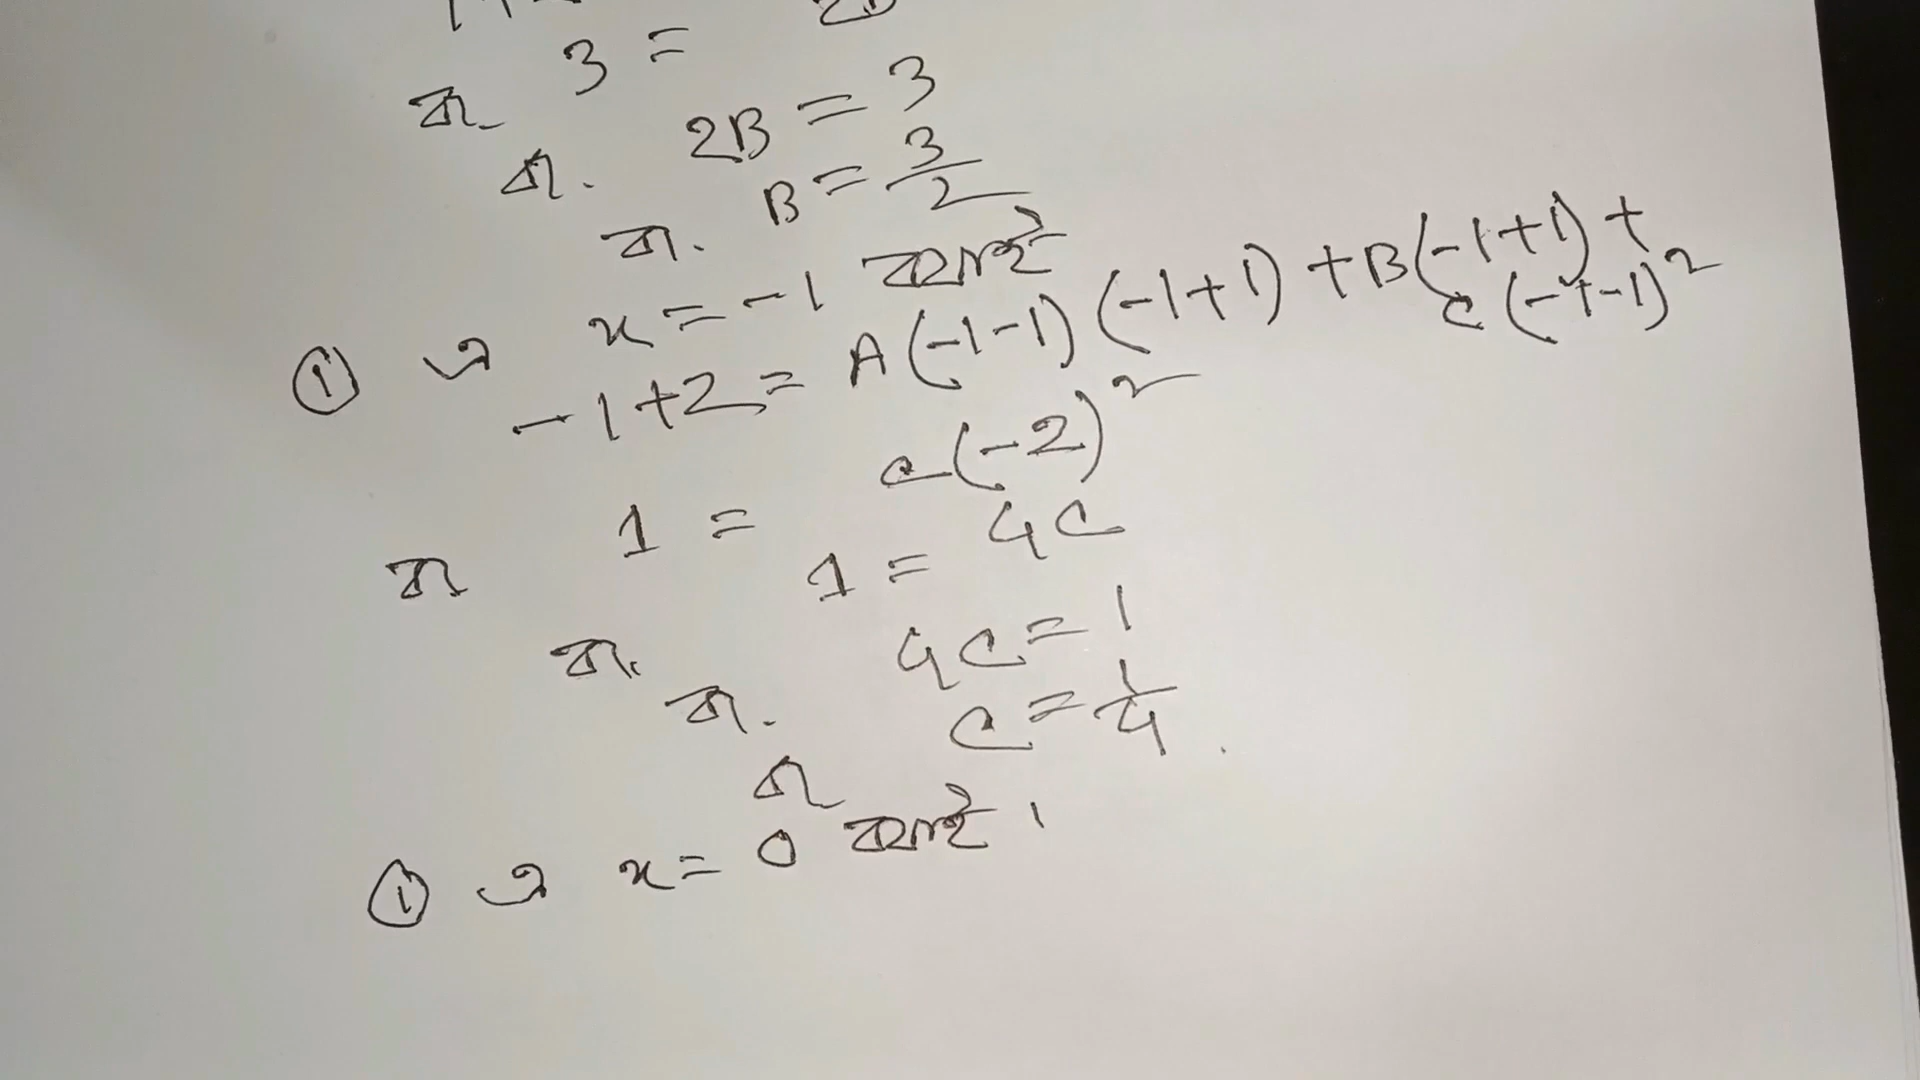 বা 3 =
বা. 2B = 3
বা. B = 3/2
① এ x = -1 বসাই
-1+2 = A(-1-1)(-1+1) + B(-1+1) + C(-1-1)²
বা 1 = C(-2)²
বা. 1 = 4C
বা. 4C = 1
বা C = 1/4
① এ x = 0 বসাই।